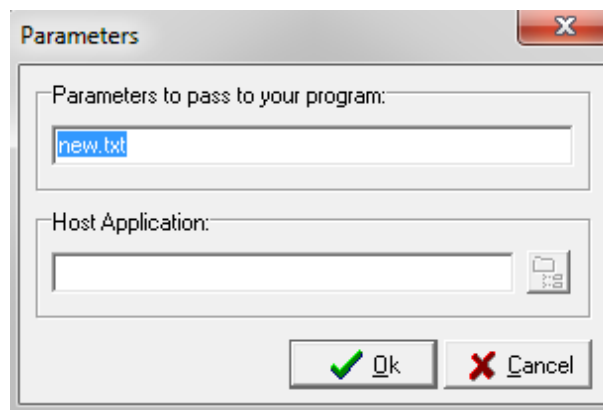 Parameters
Parameters to pass to your program:
new.txt
Host Application:
Ok
Cancel